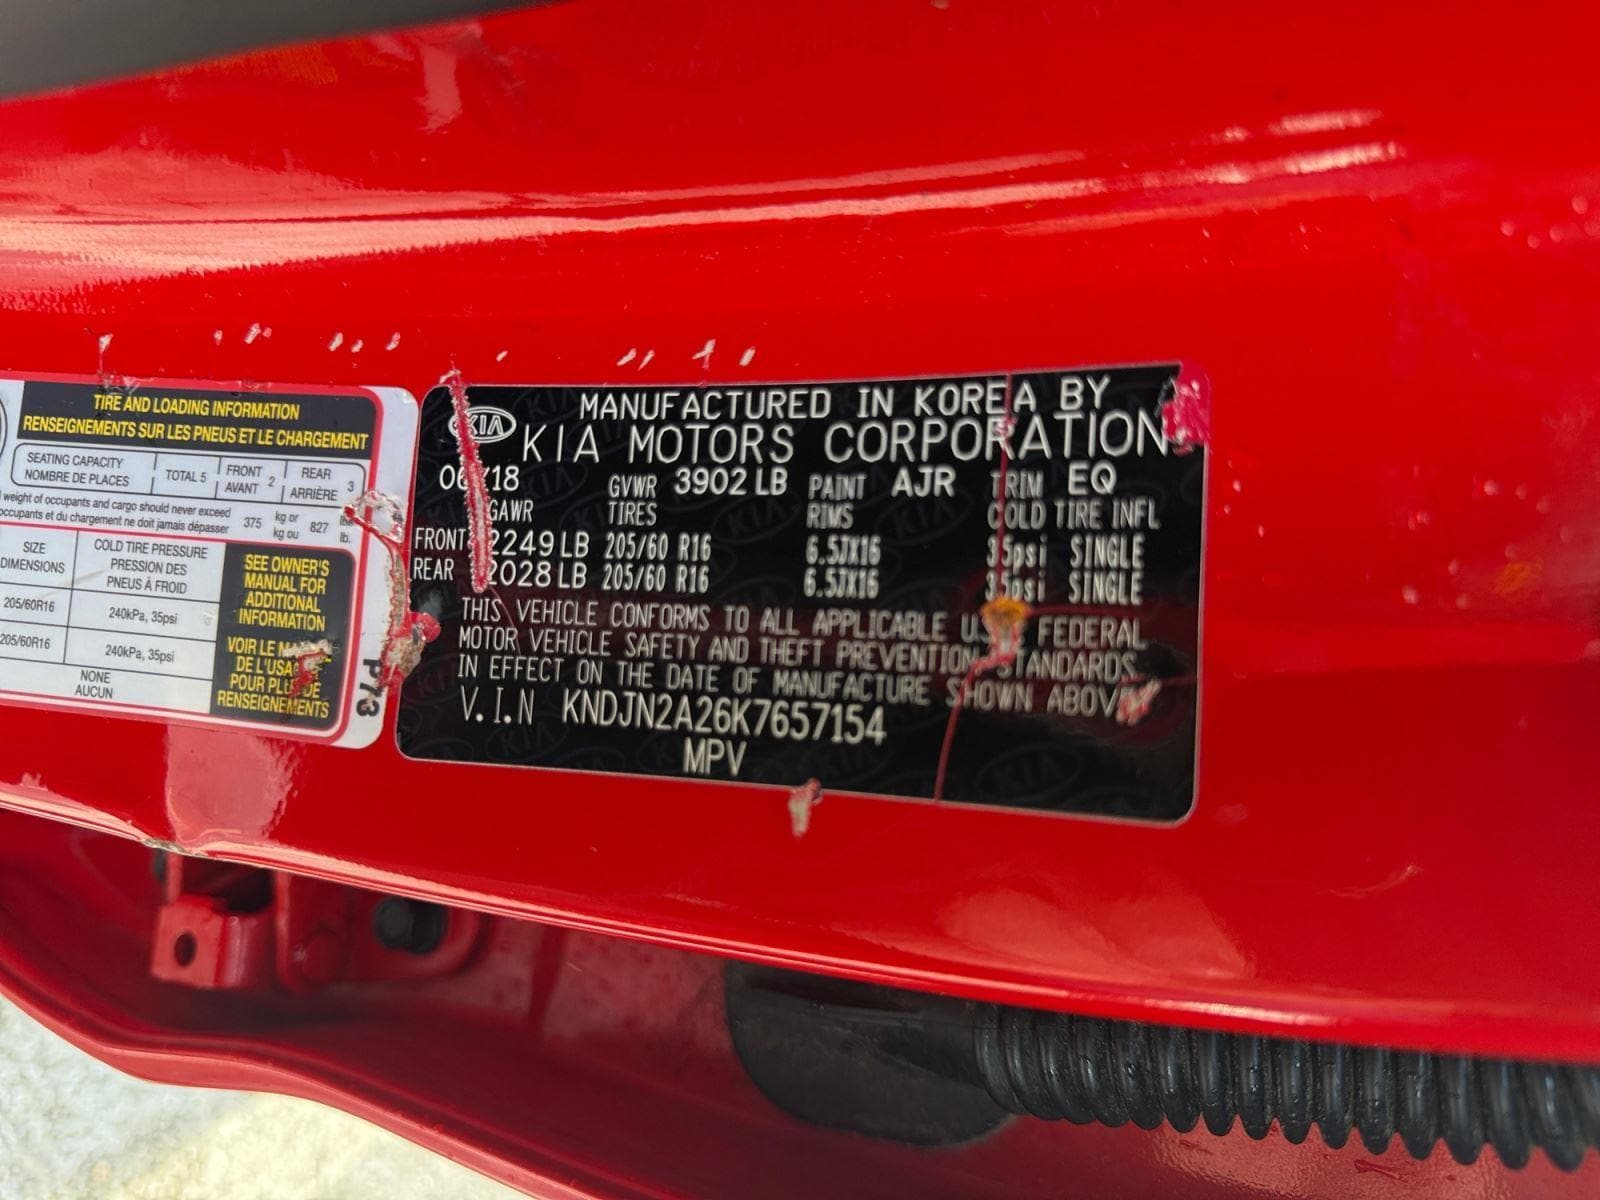 TIRE AND LOADING INFORMATION
RENSEIGNEMENTS SUR LES PNEUS ET LE CHARGEMENT
SEATING CAPACITY
NOMBRE DE PLACES
TOTAL 5
FRONT
AVANT
2
REAR
ARRIÈRE
3
weight of occupants and cargo should never exceed
occupants et du chargement ne doit jamais dépasser
375
kg or
kg ou
827
lb.
SIZE
DIMENSIONS
COLD TIRE PRESSURE
PRESSION DES
PNEUS À FROID
205/60R16
240kPa, 35psi
205/60R16
240kPa, 35psi
NONE
AUCUN
SEE OWNER'S
MANUAL FOR
ADDITIONAL
INFORMATION
VOIR LE
DE L'USAGER
POUR PLUS DE
RENSEIGNEMENTS
P73
KIA
MANUFACTURED IN KOREA BY
KIA MOTORS CORPORATION
06/18 GVWR 3902 LB PAINT AJR TRIM EQ
GAWR TIRES RIMS COLD TIRE INFL
FRONT 2249 LB 205/60 R16 6.5JX16 35psi SINGLE
REAR 2028 LB 205/60 R16 6.5JX16 35psi SINGLE
THIS VEHICLE CONFORMS TO ALL APPLICABLE U.S. FEDERAL
MOTOR VEHICLE SAFETY AND THEFT PREVENTION STANDARDS
IN EFFECT ON THE DATE OF MANUFACTURE SHOWN ABOVE
V.I.N KNDJN2A26K7657154
MPV